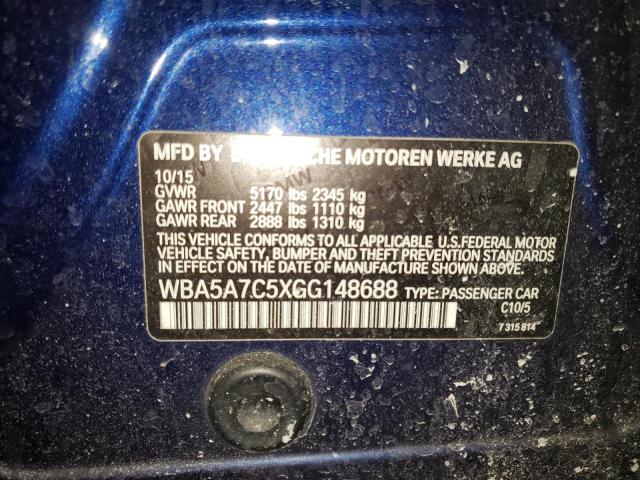 MFD BY CHE MOTOREN WERKE AG
10/15
GVWR 5170 lbs 2345 kg
GAWR FRONT 2447 lbs 1110 kg
GAWR REAR 2888 lbs 1310 kg
THIS VEHICLE CONFORMS TO ALL APPLICABLE U.S.FEDERAL MOTOR
VEHICLE SAFETY, BUMPER AND THEFT PREVENTION STANDARDS
IN EFFECT ON THE DATE OF MANUFACTURE SHOWN ABOVE.
WBA5A7C5XGG148688 TYPE: PASSENGER CAR
C10/5
7 315 814